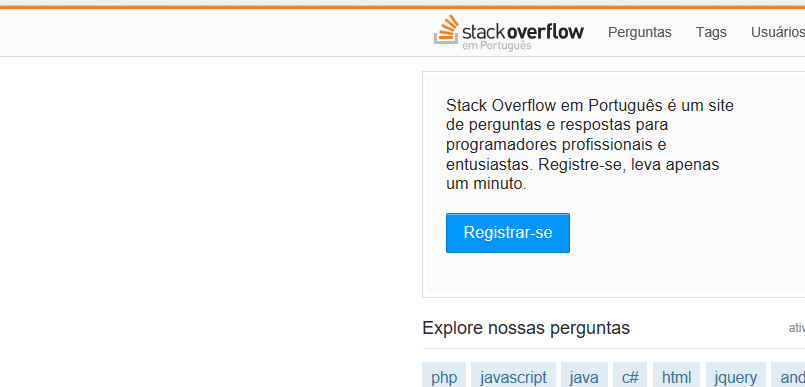 stackoverflow Perguntas Tags Usuários
em Português
Stack Overflow em Português é um site
de perguntas e respostas para
programadores profissionais e
entusiastas. Registre-se, leva apenas
um minuto.
Registrar-se
Explore nossas perguntas ativ
php javascript java c# html jquery and